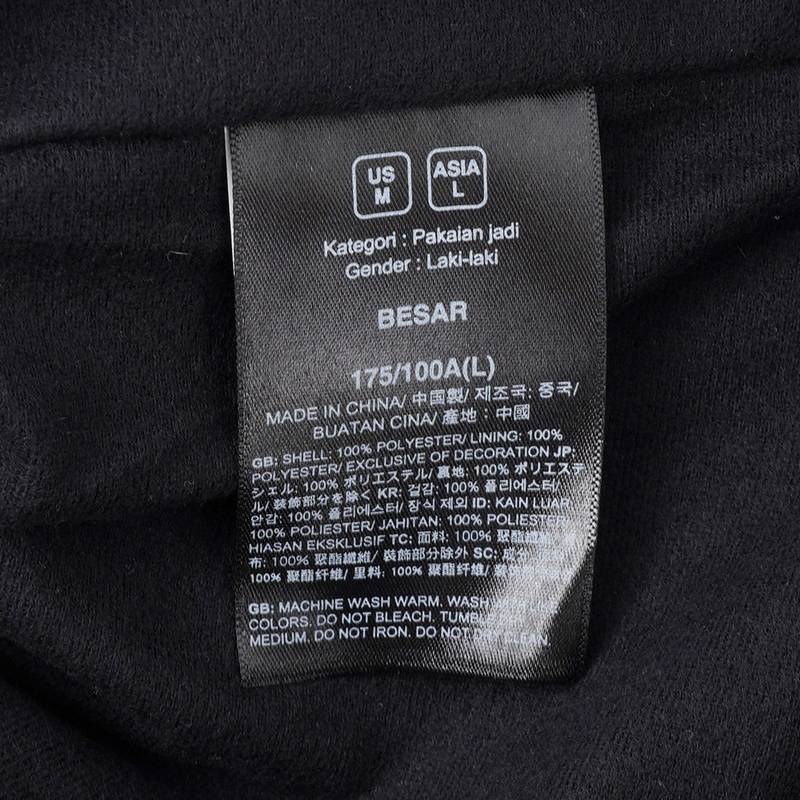 US
M
ASIA
L
Kategori : Pakaian jadi
Gender : Laki-laki
BESAR
175/100A(L)
MADE IN CHINA/ 中国製/ 제조국: 중국/
BUATAN CINA/ 產地 : 中國
GB: SHELL: 100% POLYESTER/ LINING: 100%
POLYESTER/ EXCLUSIVE OF DECORATION JP:
シェル: 100% ポリエステル/ 裏地: 100% ポリエステ
ル/ 装飾部分を除く KR: 겉감: 100% 폴리에스터/
안감: 100% 폴리에스터/ 장식 제외 ID: KAIN LUAR:
100% POLIESTER/ JAHITAN: 100% POLIESTER/
HIASAN EKSKLUSIF TC: 面料: 100% 聚酯纖維/
布: 100% 聚酯纖維/ 裝飾部分除外 SC: 成分
100% 聚酯纤维/ 里料: 100% 聚酯纤维/
GB: MACHINE WASH WARM. WASH WITH LIKE
COLORS. DO NOT BLEACH. TUMBLE
MEDIUM. DO NOT IRON. DO NOT DRY CLEAN.